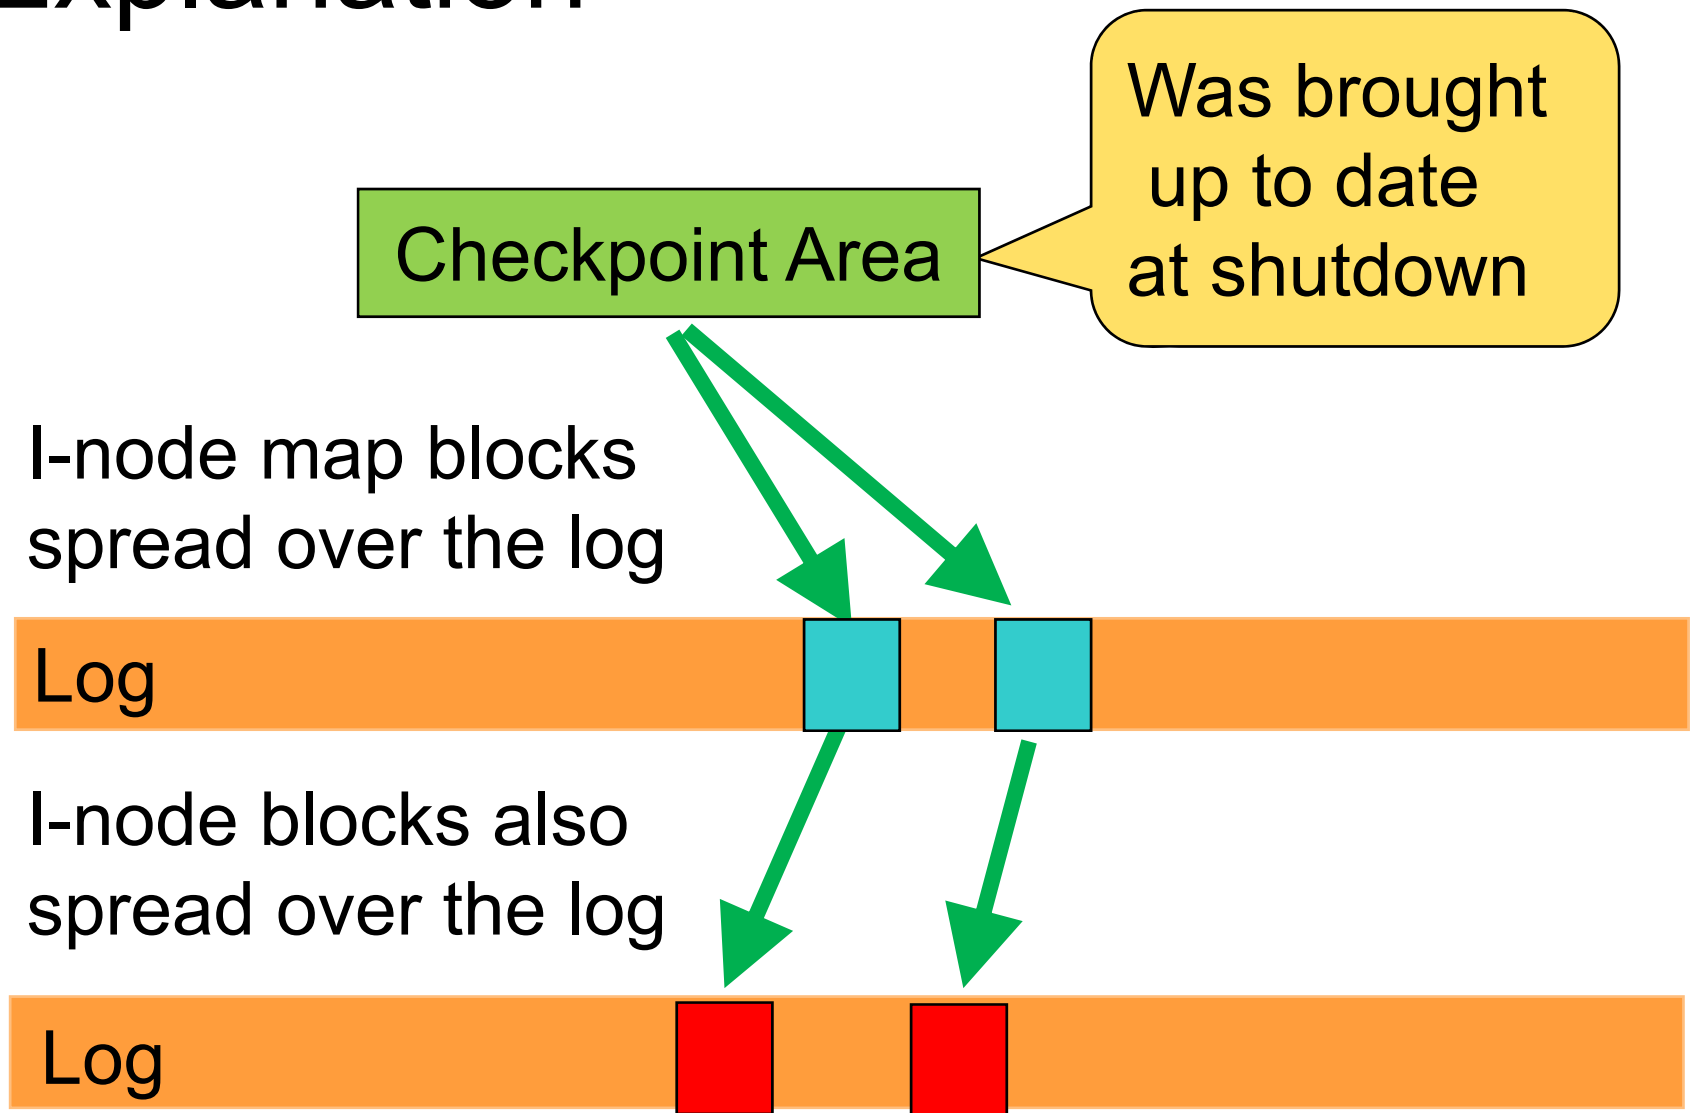 Explanation
Was brought
up to date
at shutdown
Checkpoint Area
I-node map blocks
spread over the log
Log
I-node blocks also
spread over the log
Log